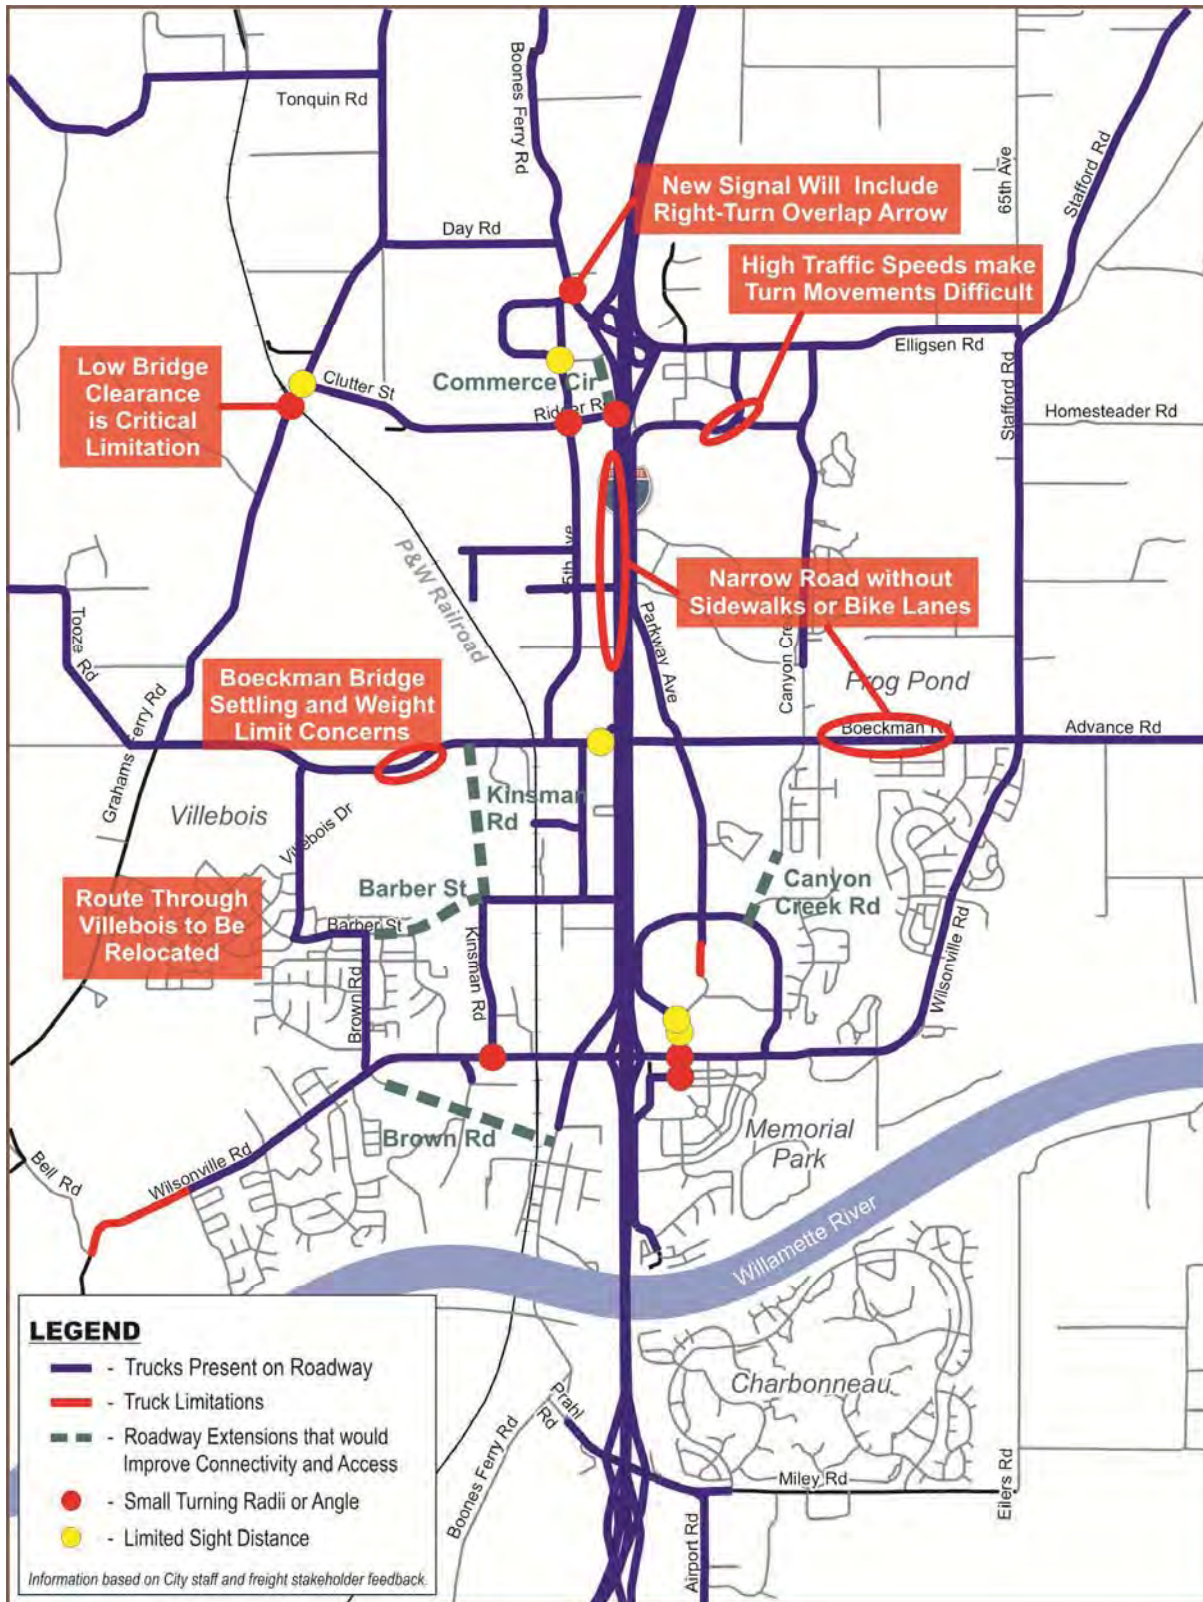 Tonquin Rd
Boones Ferry Rd
65th Ave
Stafford Rd
New Signal Will Include
Right-Turn Overlap Arrow
Day Rd
High Traffic Speeds make
Turn Movements Difficult
Elligsen Rd
Low Bridge
Clearance
is Critical
Limitation
Clutter St
Commerce Cir
Stafford Rd
Homesteader Rd
P&W Railroad
Narrow Road without
Sidewalks or Bike Lanes
Parkway Ave
Tooze Rd
Boeckman Bridge
Settling and Weight
Limit Concerns
Frog Pond
Advance Rd
Grahams Ferry Rd
Kinsman
Rd
Villebois
Villebois Dr
Route Through
Villebois to Be
Relocated
Barber St
Barber St
Canyon
Creek Rd
Kinsman Rd
Brown Rd
Wilsonville Rd
Brown Rd
Memorial
Park
Bell Rd
Wilsonville Rd
Willamette River
Charbonneau
Prahl
Rd
Boones Ferry Rd
Miley Rd
Eilers Rd
Airport Rd
LEGEND
- Trucks Present on Roadway
- Truck Limitations
- Roadway Extensions that would
Improve Connectivity and Access
- Small Turning Radii or Angle
- Limited Sight Distance
Information based on City staff and freight stakeholder feedback.